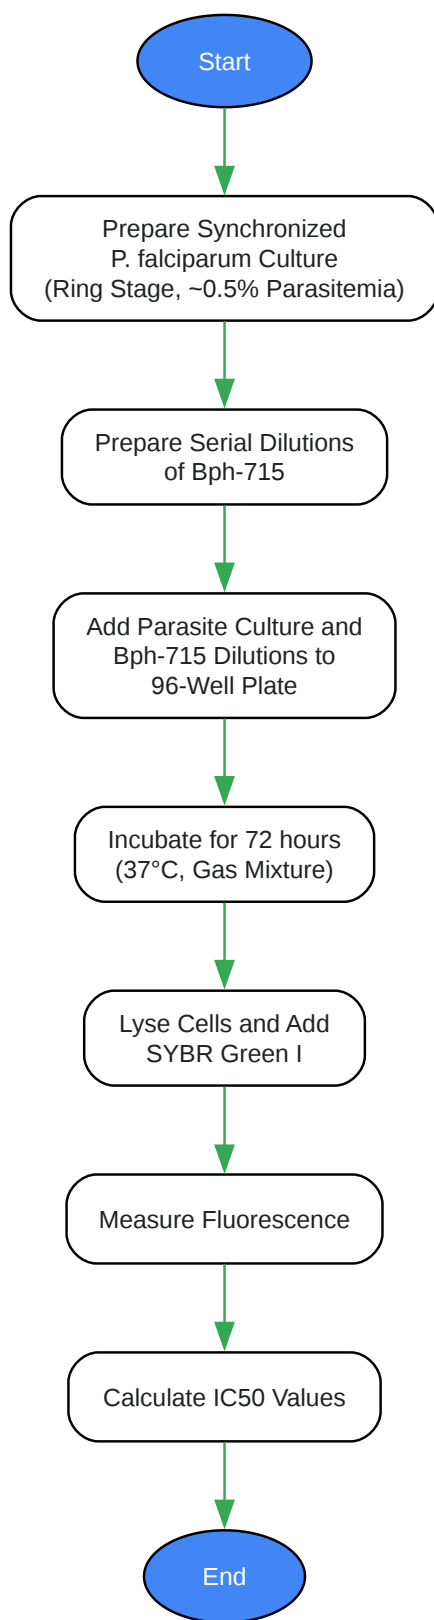 Start
Prepare Synchronized
P. falciparum Culture
(Ring Stage, ~0.5% Parasitemia)
Prepare Serial Dilutions
of Bph-715
Add Parasite Culture and
Bph-715 Dilutions to
96-Well Plate
Incubate for 72 hours
(37°C, Gas Mixture)
Lyse Cells and Add
SYBR Green I
Measure Fluorescence
Calculate IC50 Values
End